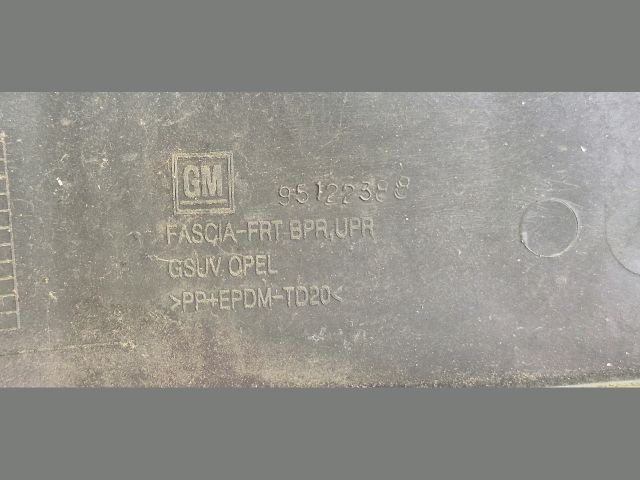 GM 95122388
FASCIA-FRT BPR,UPR
GSUV OPEL
>PP+EPDM-TD20<